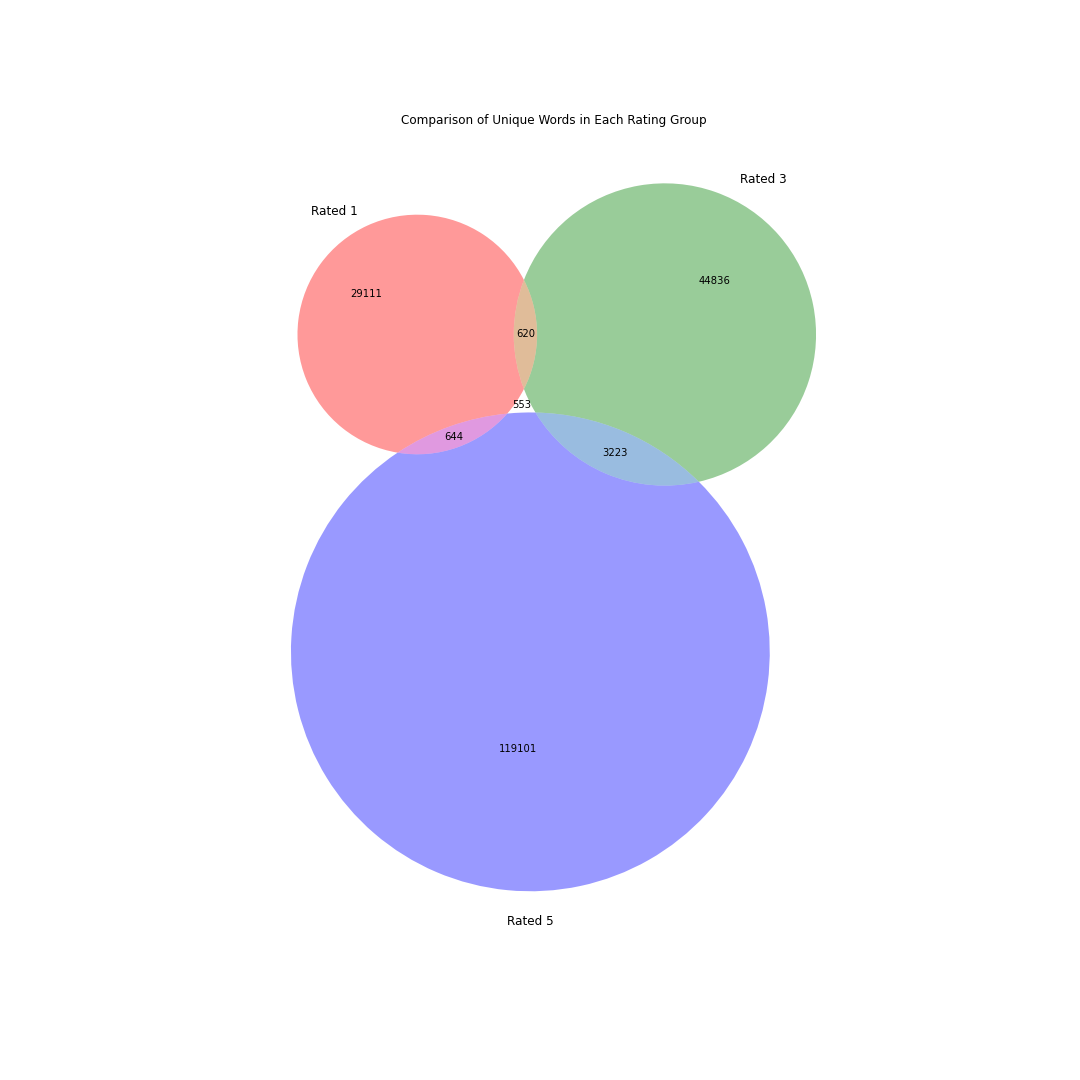 Comparison of Unique Words in Each Rating Group
Rated 3
Rated 1
44836
29111
620
553
644
3223
119101
Rated 5